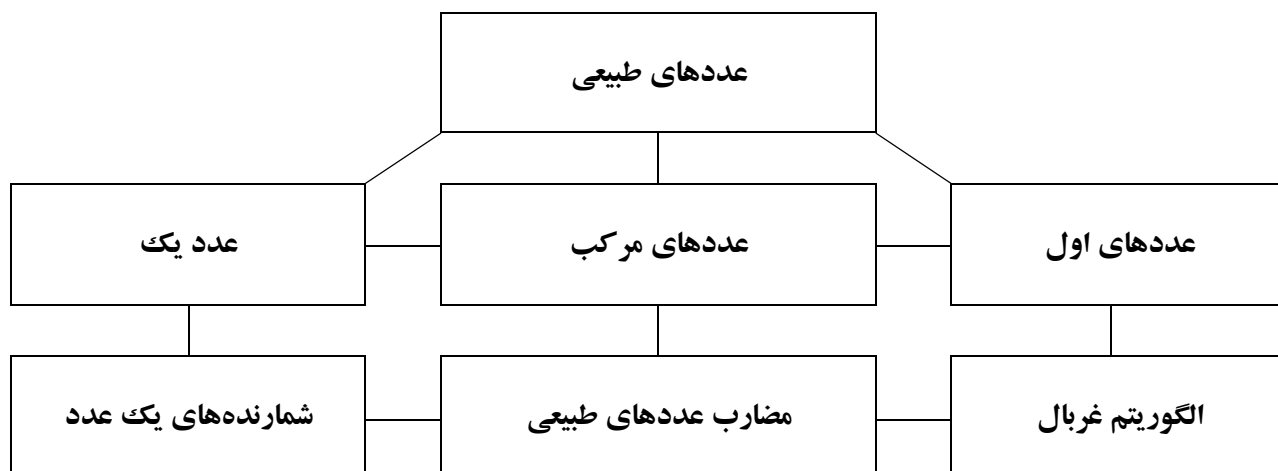 عددهای طبیعی
عددهای اول
عددهای مرکب
عدد یک
الگوریتم غربال
مضارب عددهای طبیعی
شمارنده‌های یک عدد